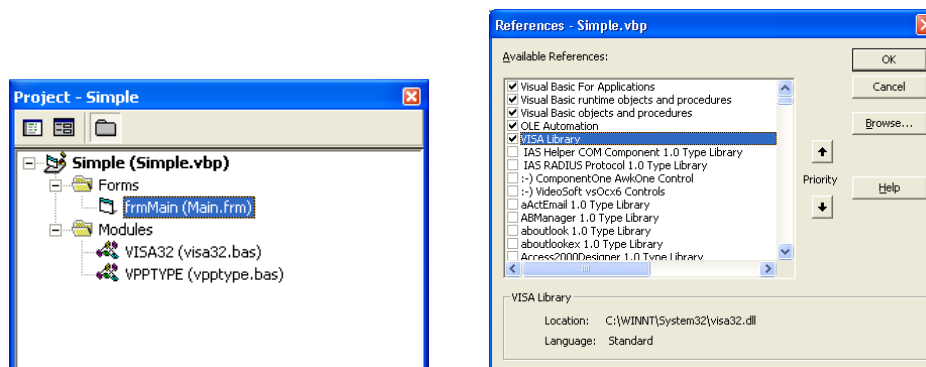 Project - Simple
Simple (Simple.vbp)
Forms
frmMain (Main.frm)
Modules
VISA32 (visa32.bas)
VPPTYPE (vpptype.bas)
References - Simple.vbp
Available References:
Visual Basic For Applications
Visual Basic runtime objects and procedures
Visual Basic objects and procedures
OLE Automation
VISA Library
IAS Helper COM Component 1.0 Type Library
IAS RADIUS Protocol 1.0 Type Library
:-) ComponentOne AwkOne Control
:-) VideoSoft vsOcx6 Controls
aActEmail 1.0 Type Library
ABManager 1.0 Type Library
aboutlook 1.0 Type Library
aboutlookex 1.0 Type Library
Access2000Designer 1.0 Type Library
OK
Cancel
Browse...
Priority
Help
VISA Library
Location: C:\WINNT\System32\visa32.dll
Language: Standard